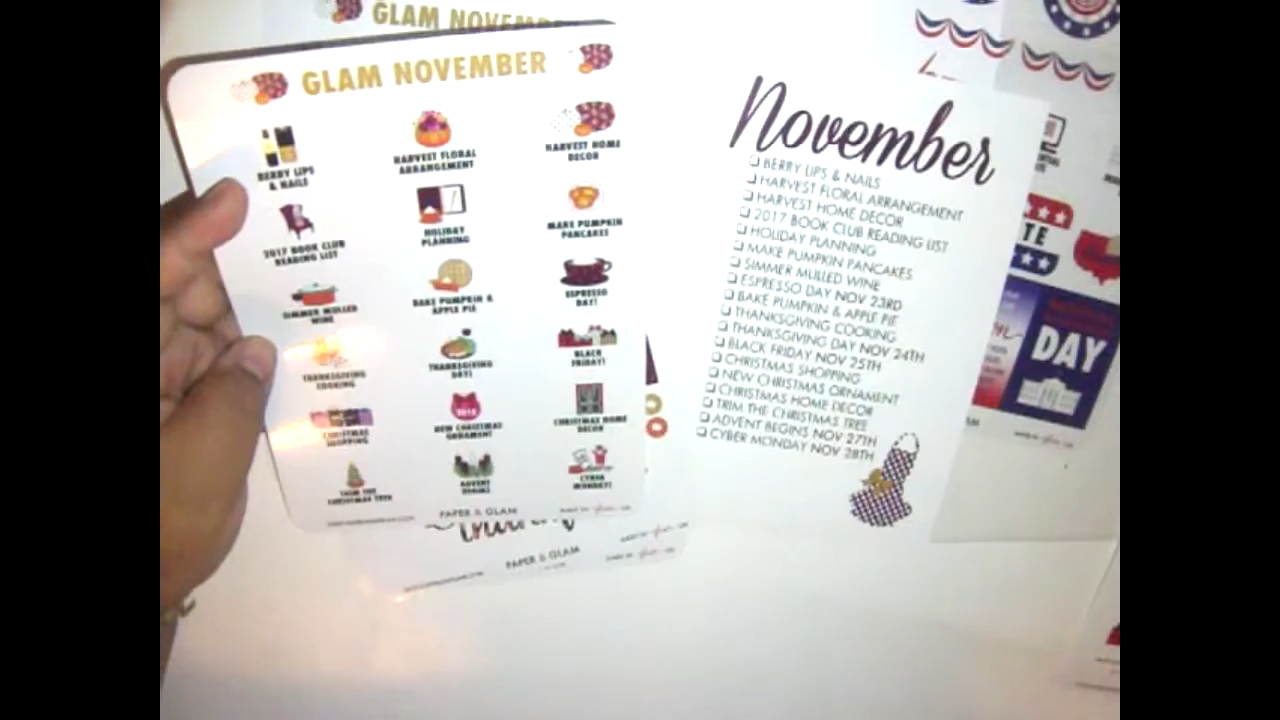 GLAM NOVEMBER
GLAM NOVEMBER
BERRY LIPS
& NAILS
HARVEST FLORAL
ARRANGEMENT
HARVEST HOME
DECOR
2017 BOOK CLUB
READING LIST
HOLIDAY
PLANNING
MAKE PUMPKIN
PANCAKES
SIMMER MULLED
WINE
BAKE PUMPKIN &
APPLE PIE
ESPRESSO
DAY!
THANKSGIVING
COOKING
THANKSGIVING
DAY!
BLACK
FRIDAY!
CHRISTMAS
SHOPPING
NEW CHRISTMAS
ORNAMENT
CHRISTMAS HOME
DECOR
TRIM THE
CHRISTMAS TREE
ADVENT
BEGINS
CYBER
MONDAY!
PAPER & GLAM
PAPER & GLAM
November
BERRY LIPS & NAILS
HARVEST FLORAL ARRANGEMENT
HARVEST HOME DECOR
2017 BOOK CLUB READING LIST
HOLIDAY PLANNING
MAKE PUMPKIN PANCAKES
SIMMER MULLED WINE
ESPRESSO DAY NOV 23RD
BAKE PUMPKIN & APPLE PIE
THANKSGIVING COOKING
THANKSGIVING DAY NOV 24TH
BLACK FRIDAY NOV 25TH
CHRISTMAS SHOPPING
NEW CHRISTMAS ORNAMENT
CHRISTMAS HOME DECOR
TRIM THE CHRISTMAS TREE
ADVENT BEGINS NOV 27TH
CYBER MONDAY NOV 28TH
TE
DAY